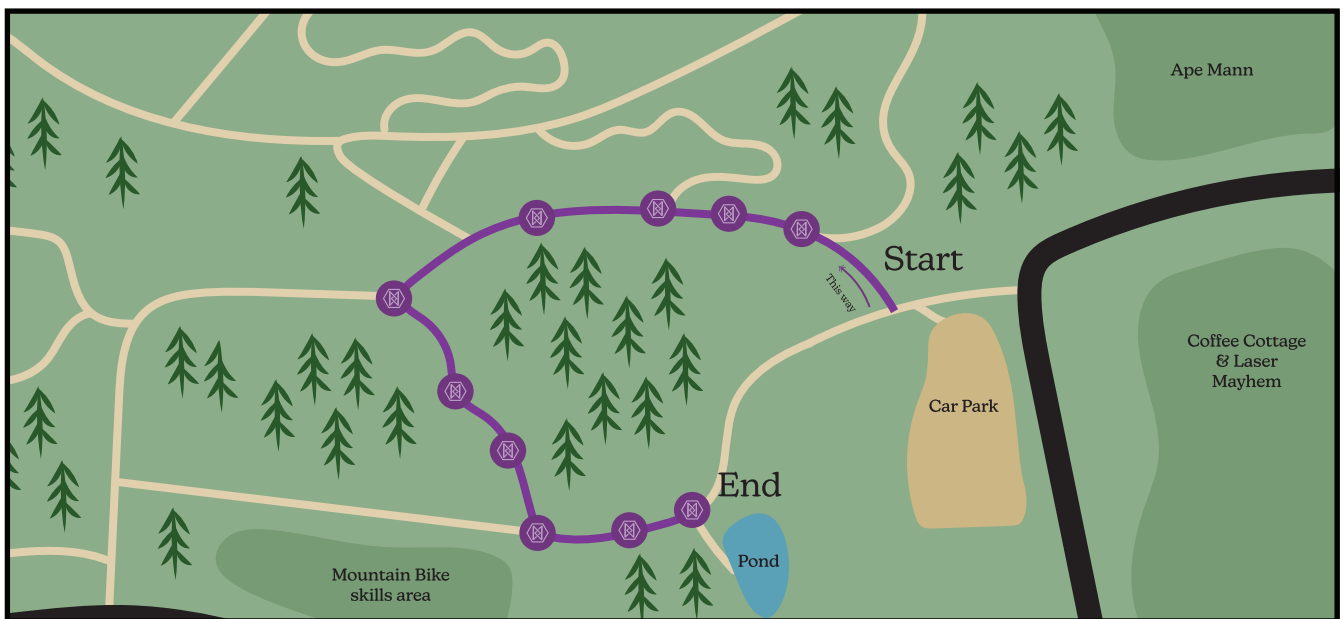 Ape Mann
Start
This way
Coffee Cottage
& Laser
Mayhem
Car Park
End
Pond
Mountain Bike
skills area